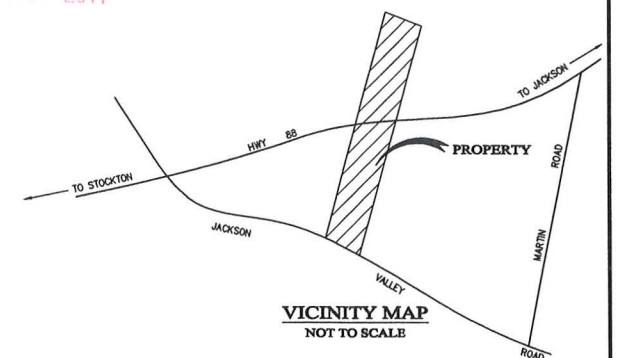 TO JACKSON
HWY 88
PROPERTY
ROAD
TO STOCKTON
JACKSON
MARTIN
VALLEY
VICINITY MAP
NOT TO SCALE
ROAD